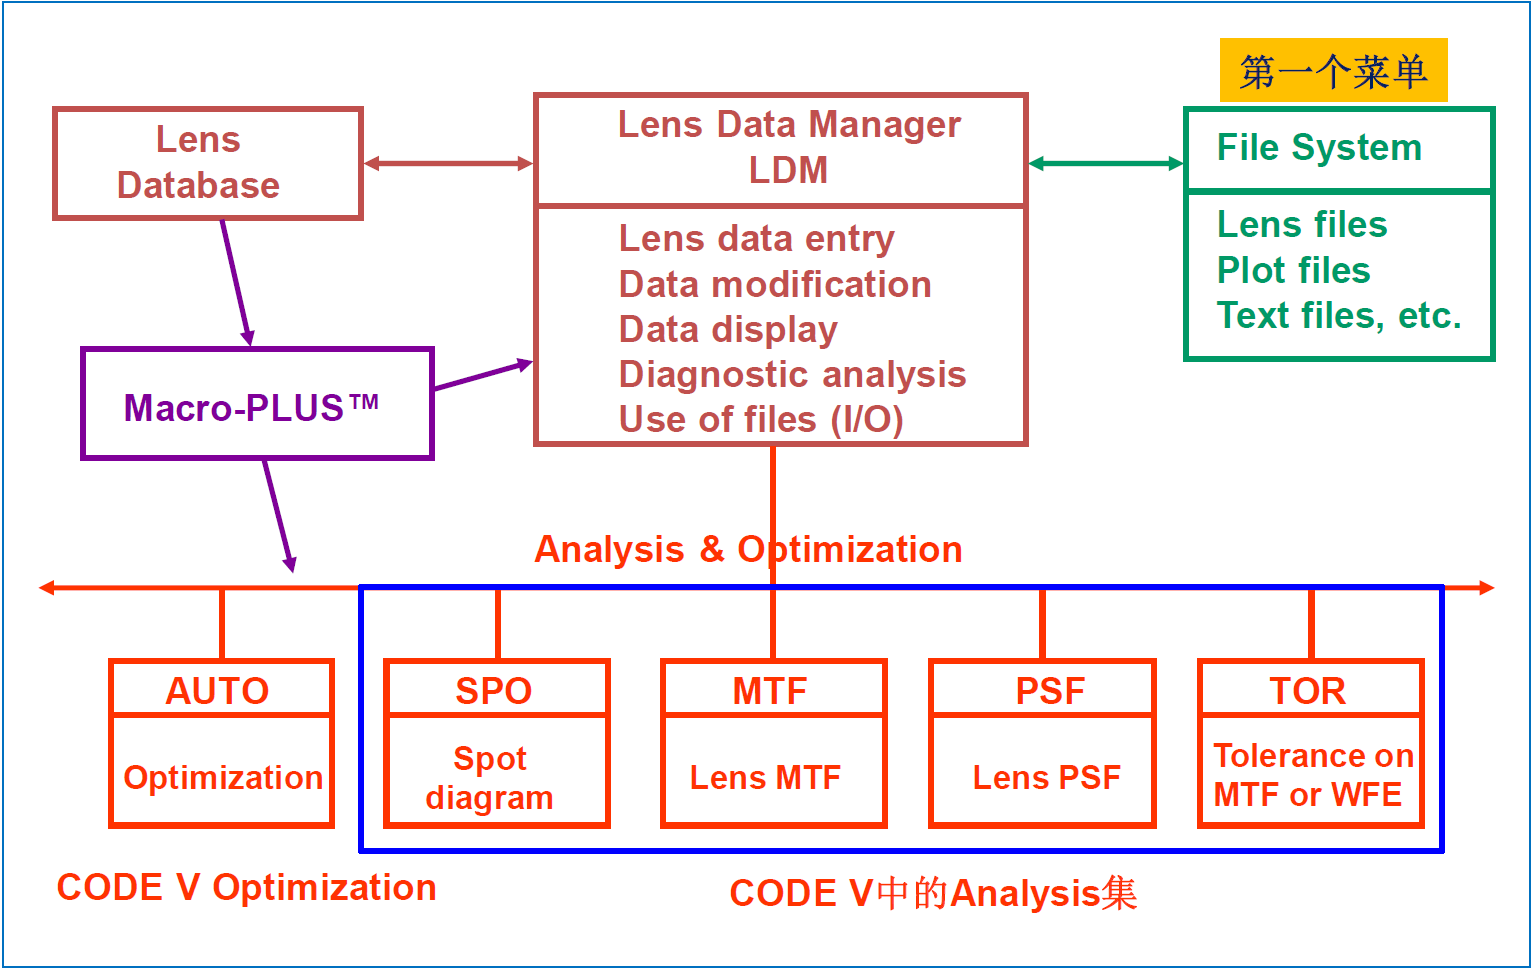 第一个菜单
Lens
Database
Lens Data Manager
LDM
File System
Lens data entry
Data modification
Data display
Diagnostic analysis
Use of files (I/O)
Lens files
Plot files
Text files, etc.
Macro-PLUS™
Analysis & Optimization
AUTO
Optimization
SPO
Spot
diagram
MTF
Lens MTF
PSF
Lens PSF
TOR
Tolerance on
MTF or WFE
CODE V Optimization
CODE V中的Analysis集